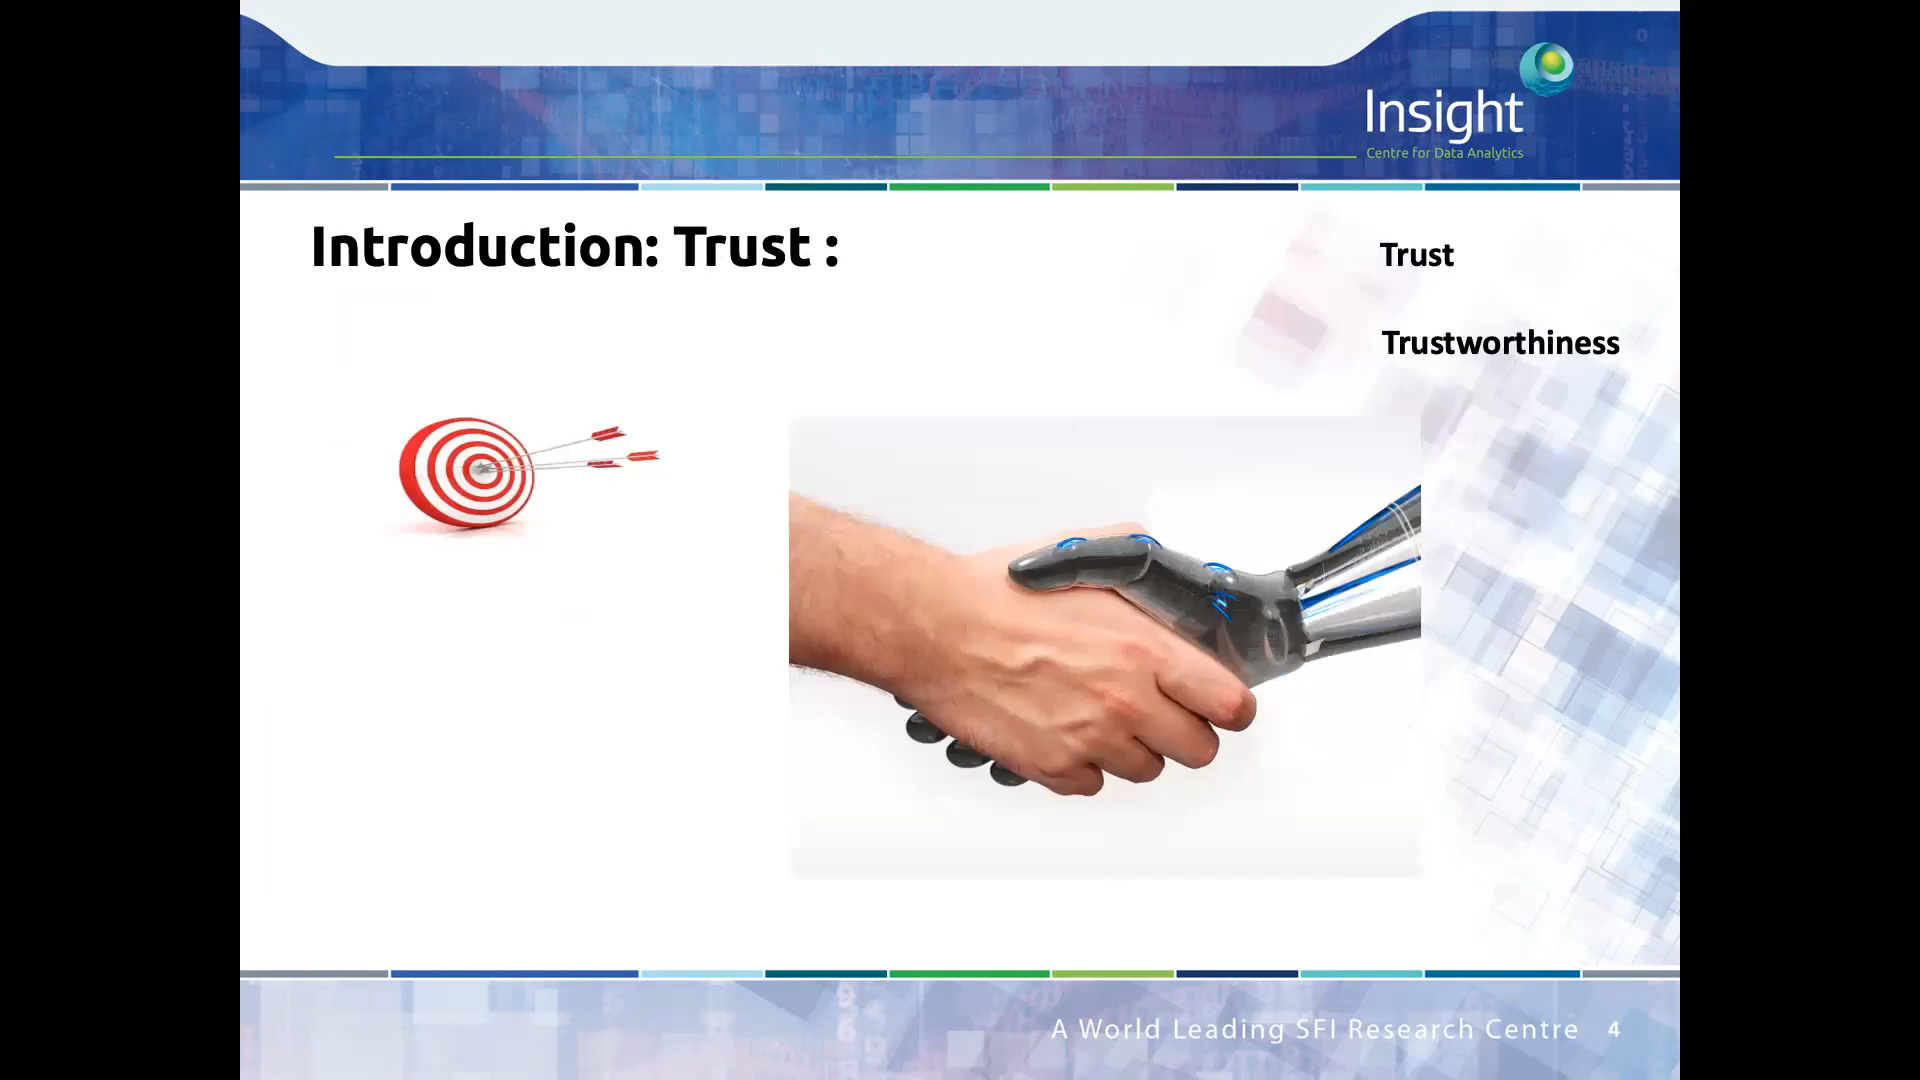 Insight
Centre for Data Analytics
Introduction: Trust :
Trust
Trustworthiness
A World Leading SFI Research Centre 4